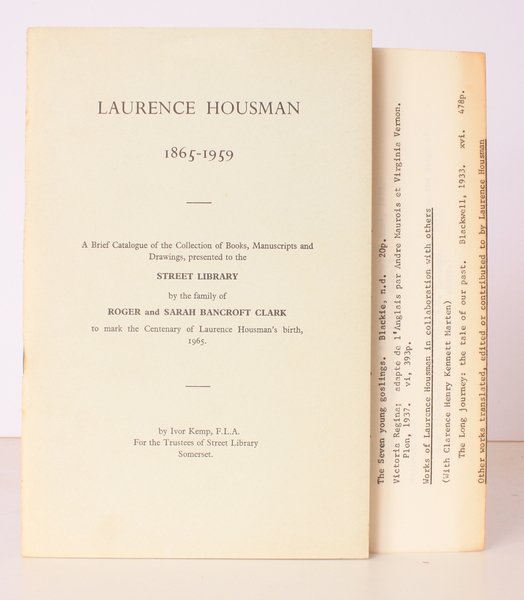 LAURENCE HOUSMAN
1865-1959
A Brief Catalogue of the Collection of Books, Manuscripts and
Drawings, presented to the
STREET LIBRARY
by the family of
ROGER and SARAH BANCROFT CLARK
to mark the Centenary of Laurence Housman's birth,
1965.
by Ivor Kemp, F.L.A.
For the Trustees of Street Library
Somerset.
The Seven young goslings. Blackie, n.d. 20p.
Victoria Regina; adapte de l'Anglais par Andre Maurois et Virginia Vernon.
Plon, 1937. vi, 393p.
Works of Laurence Housman in collaboration with others
(With Clarence Henry Kennett Marten)
The Long journey: the tale of our past. Blackwell, 1933. xvi. 478p.
Other works translated, edited or contributed to by Laurence Housman